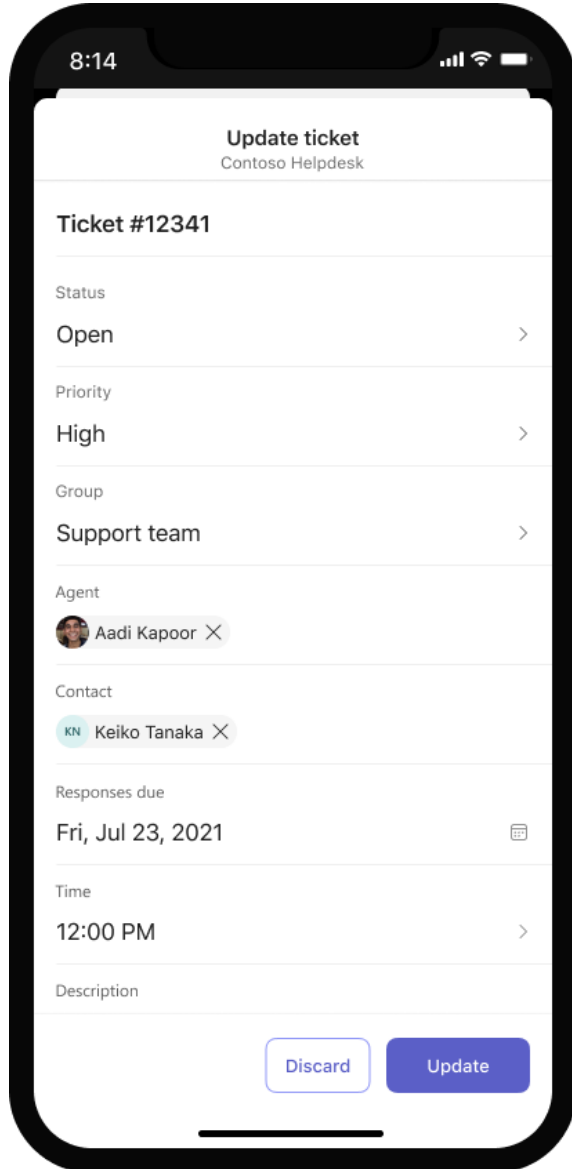 8:14
Update ticket
Contoso Helpdesk
Ticket #12341
Status
Open
Priority
High
Group
Support team
Agent
Aadi Kapoor
Contact
KN Keiko Tanaka
Responses due
Fri, Jul 23, 2021
Time
12:00 PM
Description
Discard Update